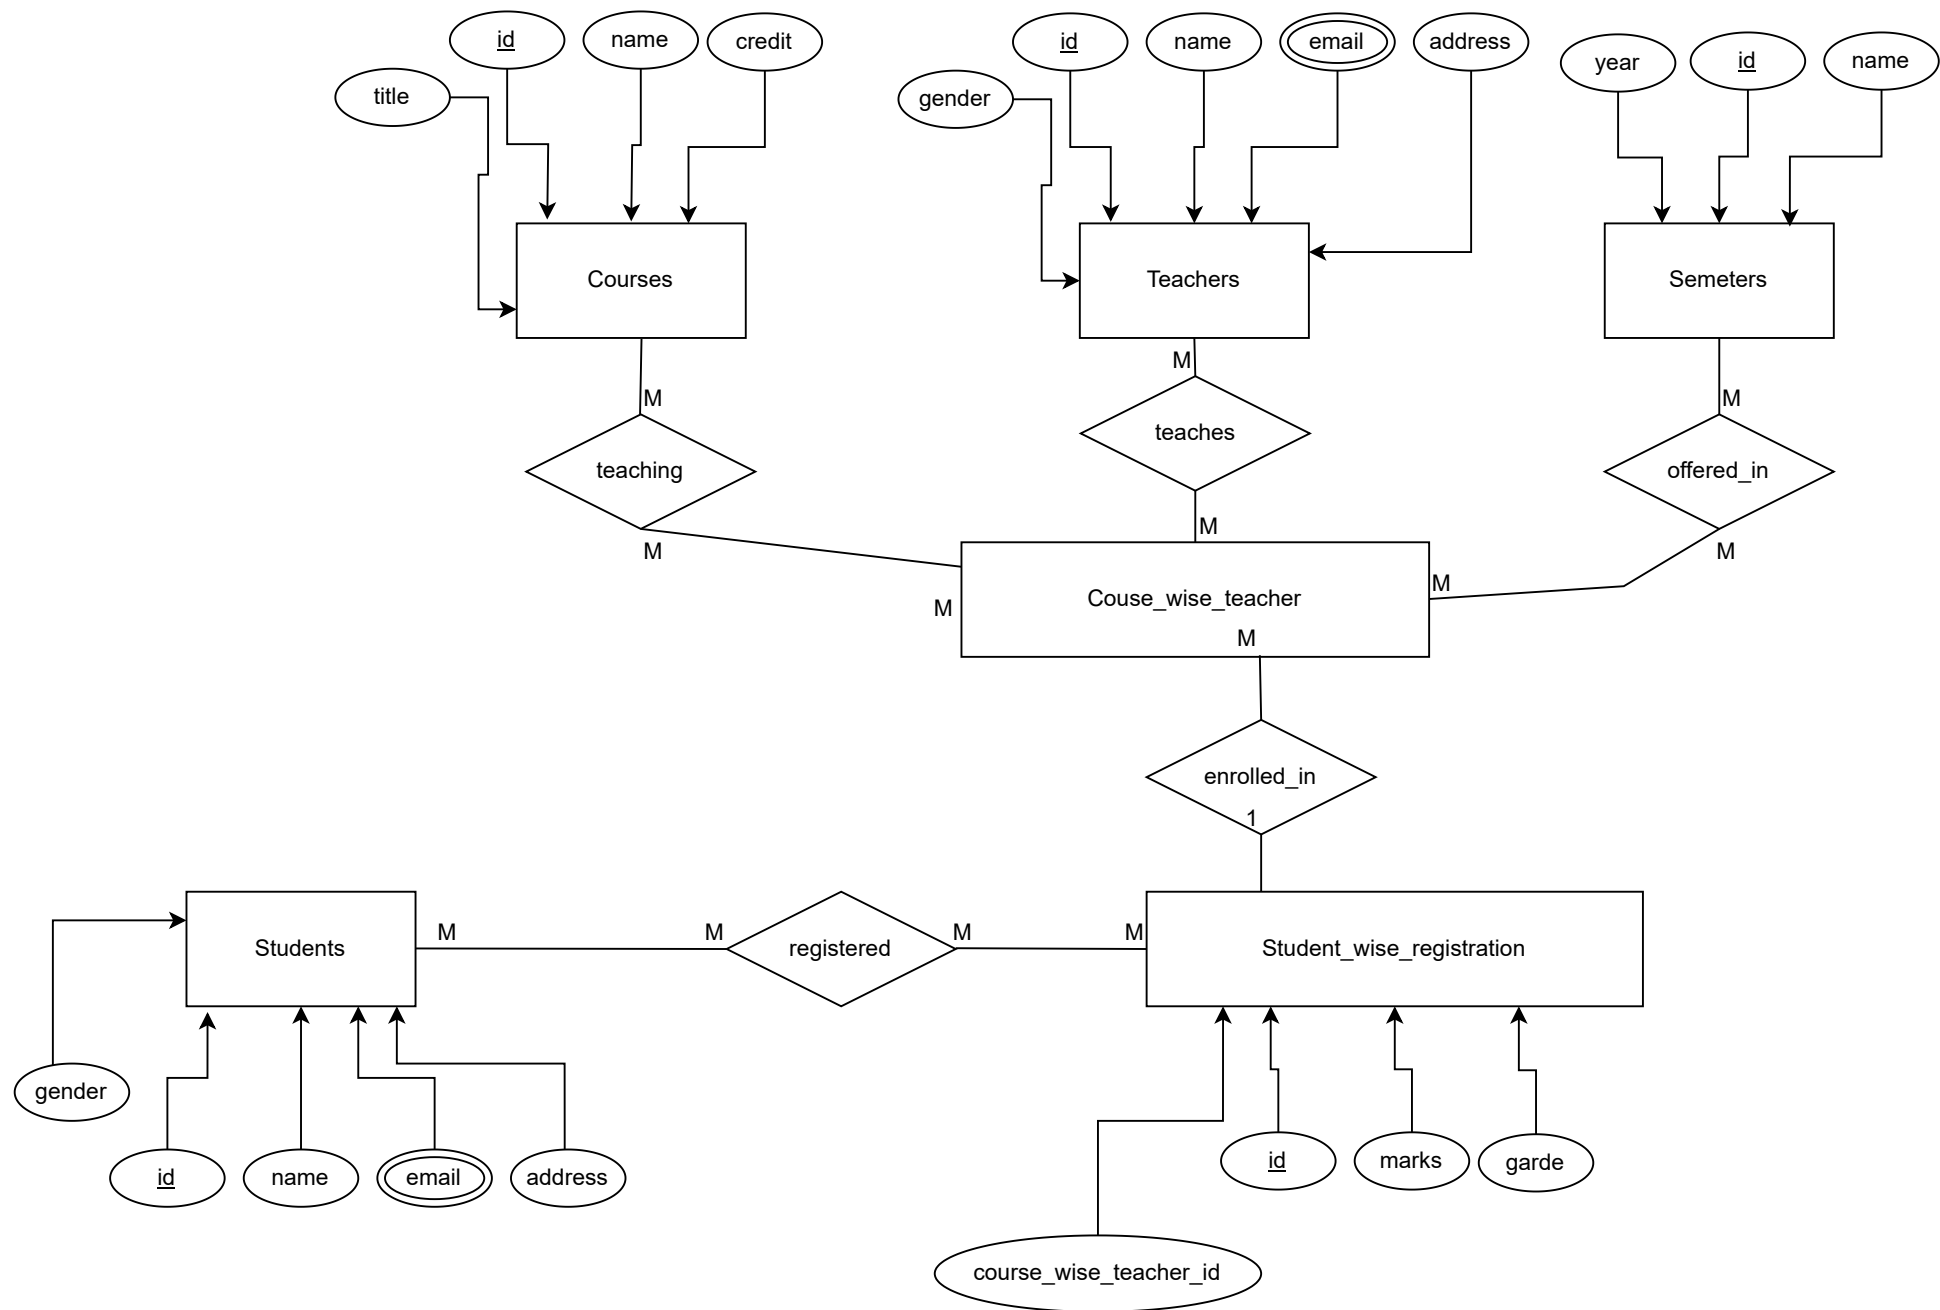 id
name
credit
title
id
name
email
address
gender
year
id
name
Courses
Teachers
Semeters
M
M
M
teaching
teaches
offered_in
M
M
M
M
M
Couse_wise_teacher
M
enrolled_in
1
Students
M
M
registered
M
M
Student_wise_registration
gender
id
name
email
address
id
marks
garde
course_wise_teacher_id